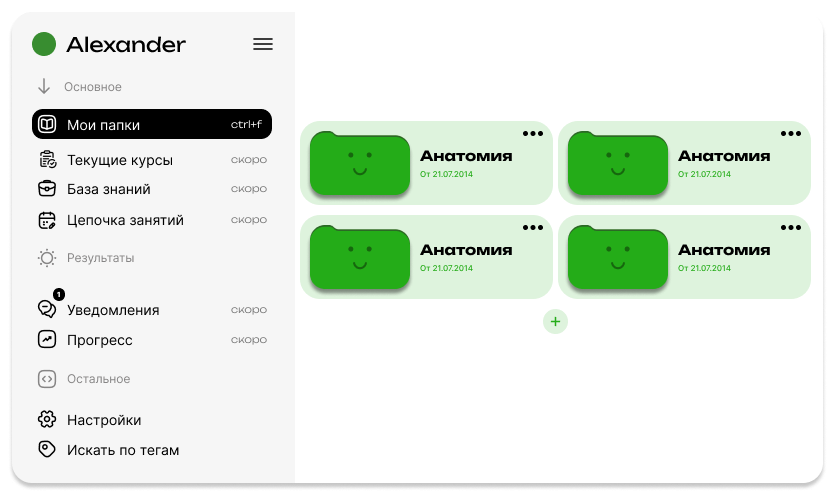 Alexander
Основное
Мои папки ctrl+f
Текущие курсы скоро
База знаний скоро
Цепочка занятий скоро
Результаты
1
Уведомления скоро
Прогресс скоро
Остальное
Настройки
Искать по тегам
Анатомия
От 21.07.2014
Анатомия
От 21.07.2014
Анатомия
От 21.07.2014
Анатомия
От 21.07.2014
+